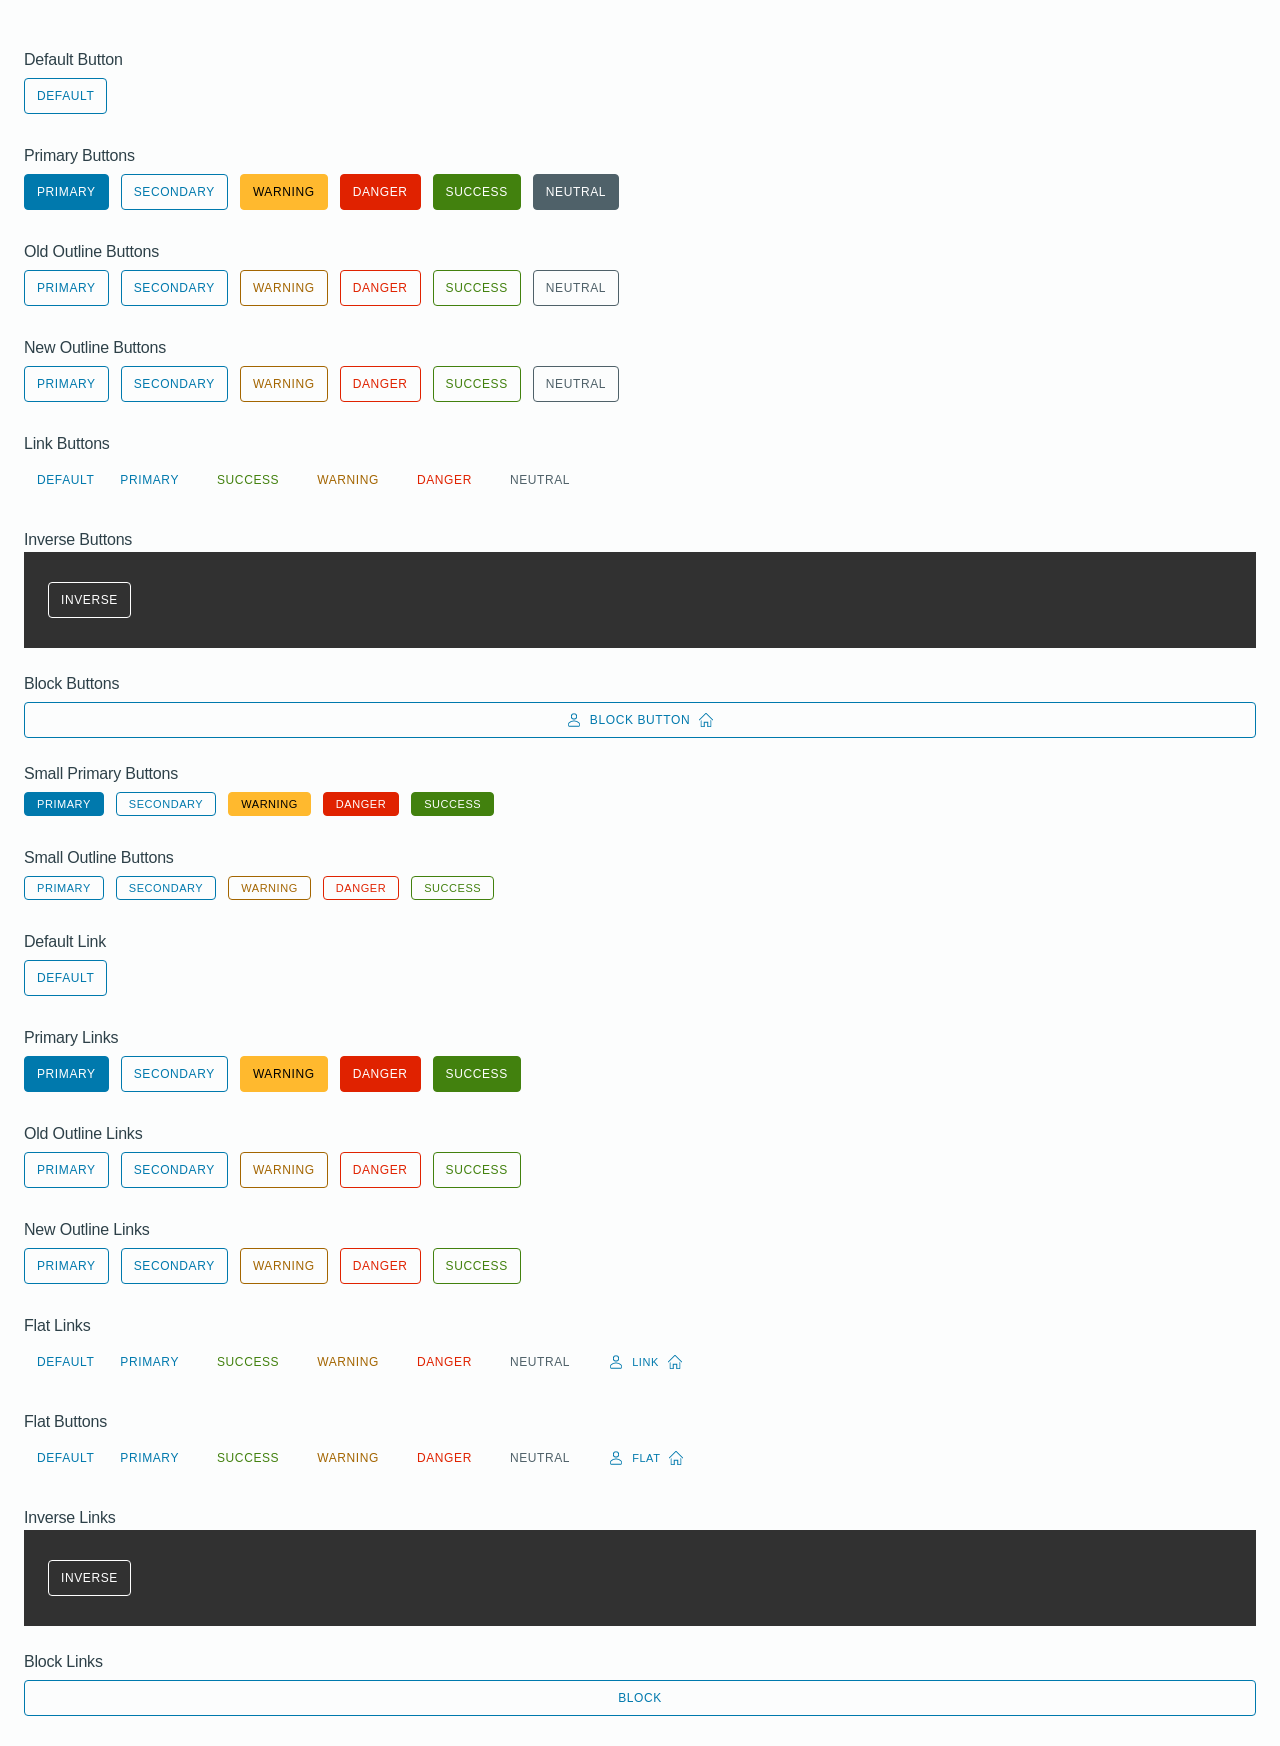 Default Button
DEFAULT
Primary Buttons
PRIMARY SECONDARY WARNING DANGER SUCCESS NEUTRAL
Old Outline Buttons
PRIMARY SECONDARY WARNING DANGER SUCCESS NEUTRAL
New Outline Buttons
PRIMARY SECONDARY WARNING DANGER SUCCESS NEUTRAL
Link Buttons
DEFAULT PRIMARY SUCCESS WARNING DANGER NEUTRAL
Inverse Buttons
INVERSE
Block Buttons
BLOCK BUTTON
Small Primary Buttons
PRIMARY SECONDARY WARNING DANGER SUCCESS
Small Outline Buttons
PRIMARY SECONDARY WARNING DANGER SUCCESS
Default Link
DEFAULT
Primary Links
PRIMARY SECONDARY WARNING DANGER SUCCESS
Old Outline Links
PRIMARY SECONDARY WARNING DANGER SUCCESS
New Outline Links
PRIMARY SECONDARY WARNING DANGER SUCCESS
Flat Links
DEFAULT PRIMARY SUCCESS WARNING DANGER NEUTRAL LINK
Flat Buttons
DEFAULT PRIMARY SUCCESS WARNING DANGER NEUTRAL FLAT
Inverse Links
INVERSE
Block Links
BLOCK